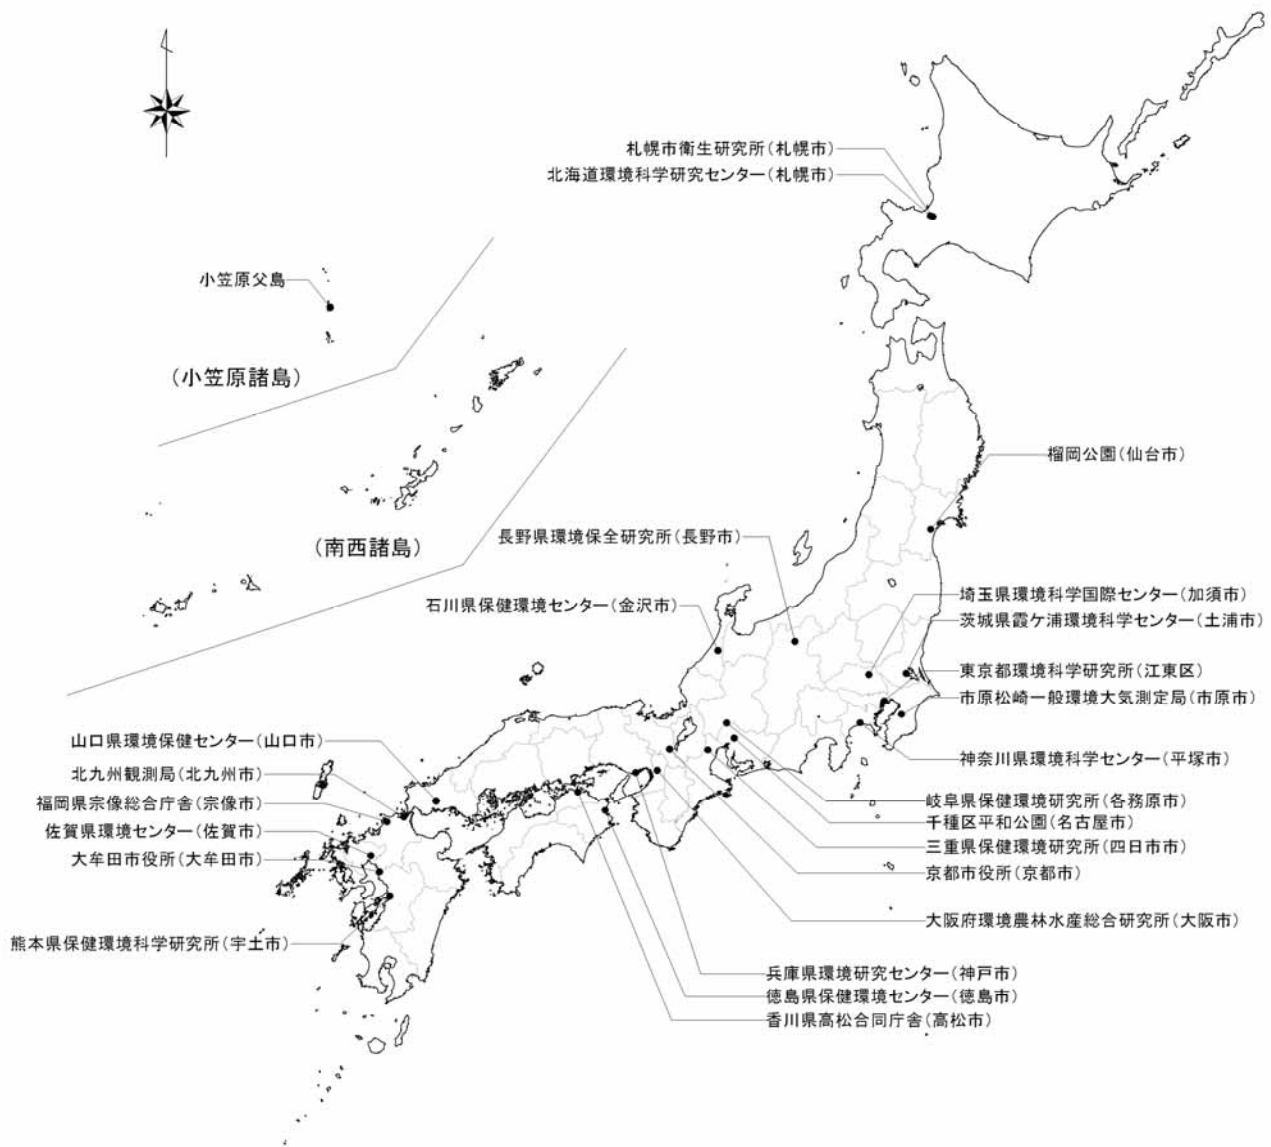 札幌市衛生研究所(札幌市)
北海道環境科学研究センター(札幌市)
小笠原父島
(小笠原諸島)
榴岡公園(仙台市)
長野県環境保全研究所(長野市)
(南西諸島)
石川県保健環境センター(金沢市)
埼玉県環境科学国際センター(加須市)
茨城県霞ケ浦環境科学センター(土浦市)
東京都環境科学研究所(江東区)
市原松崎一般環境大気測定局(市原市)
神奈川県環境科学センター(平塚市)
山口県環境保健センター(山口市)
北九州観測局(北九州市)
福岡県宗像総合庁舎(宗像市)
佐賀県環境センター(佐賀市)
大牟田市役所(大牟田市)
熊本県保健環境科学研究所(宇土市)
岐阜県保健環境研究所(各務原市)
千種区平和公園(名古屋市)
三重県保健環境研究所(四日市市)
京都市役所(京都市)
大阪府環境農林水産総合研究所(大阪市)
兵庫県環境研究センター(神戸市)
徳島県保健環境センター(徳島市)
香川県高松合同庁舎(高松市)